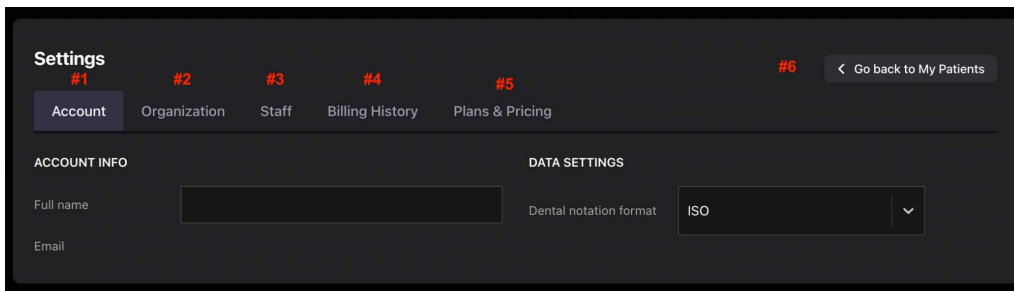 Settings
#1 #2 #3 #4 #5 #6 Go back to My Patients
Account Organization Staff Billing History Plans & Pricing
ACCOUNT INFO DATA SETTINGS
Full name Dental notation format ISO
Email